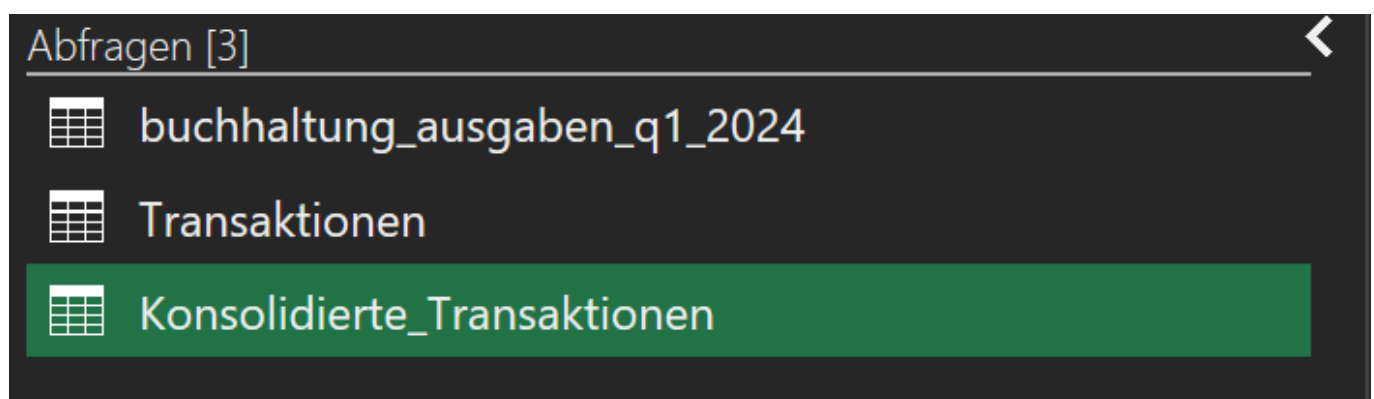 Abfragen [3]
buchhaltung_ausgaben_q1_2024
Transaktionen
Konsolidierte_Transaktionen